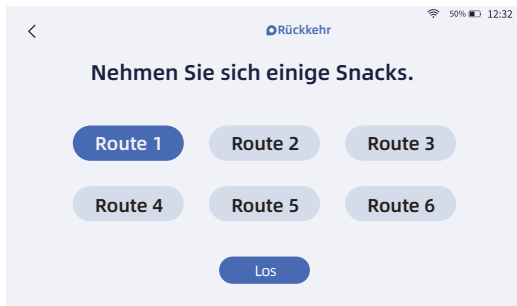 50% 12:32
Rückkehr
Nehmen Sie sich einige Snacks.
Route 1 Route 2 Route 3
Route 4 Route 5 Route 6
Los